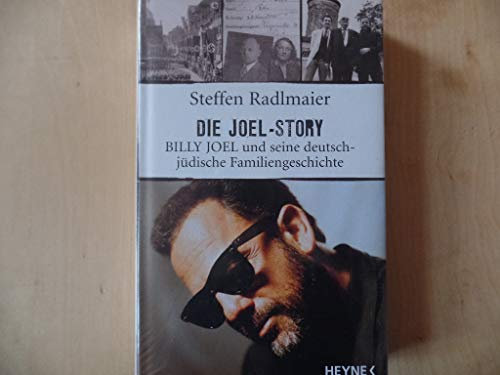 Steffen Radlmaier
DIE JOEL-STORY
BILLY JOEL und seine deutsch-
jüdische Familiengeschichte
HEYNE